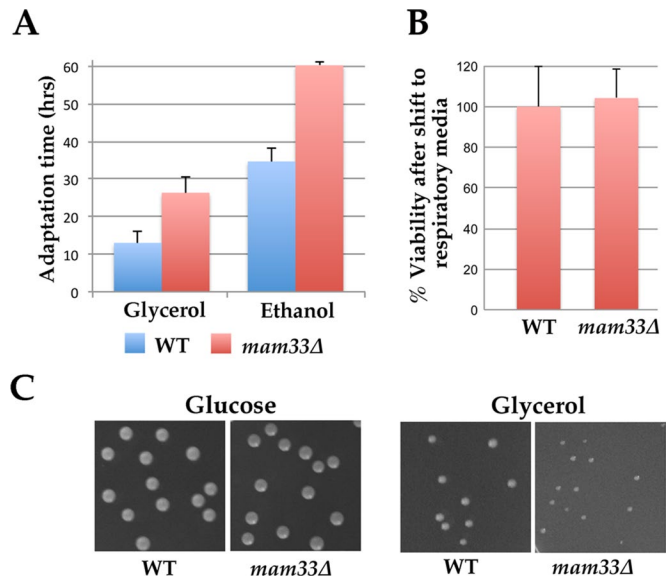 A
B
Adaptation time (hrs)
60
50
40
30
20
10
0
Glycerol Ethanol
WT mam33Δ
% Viability after shift to
respiratory media
120
100
80
60
40
20
0
WT mam33Δ
C
Glucose Glycerol
WT mam33Δ WT mam33Δ